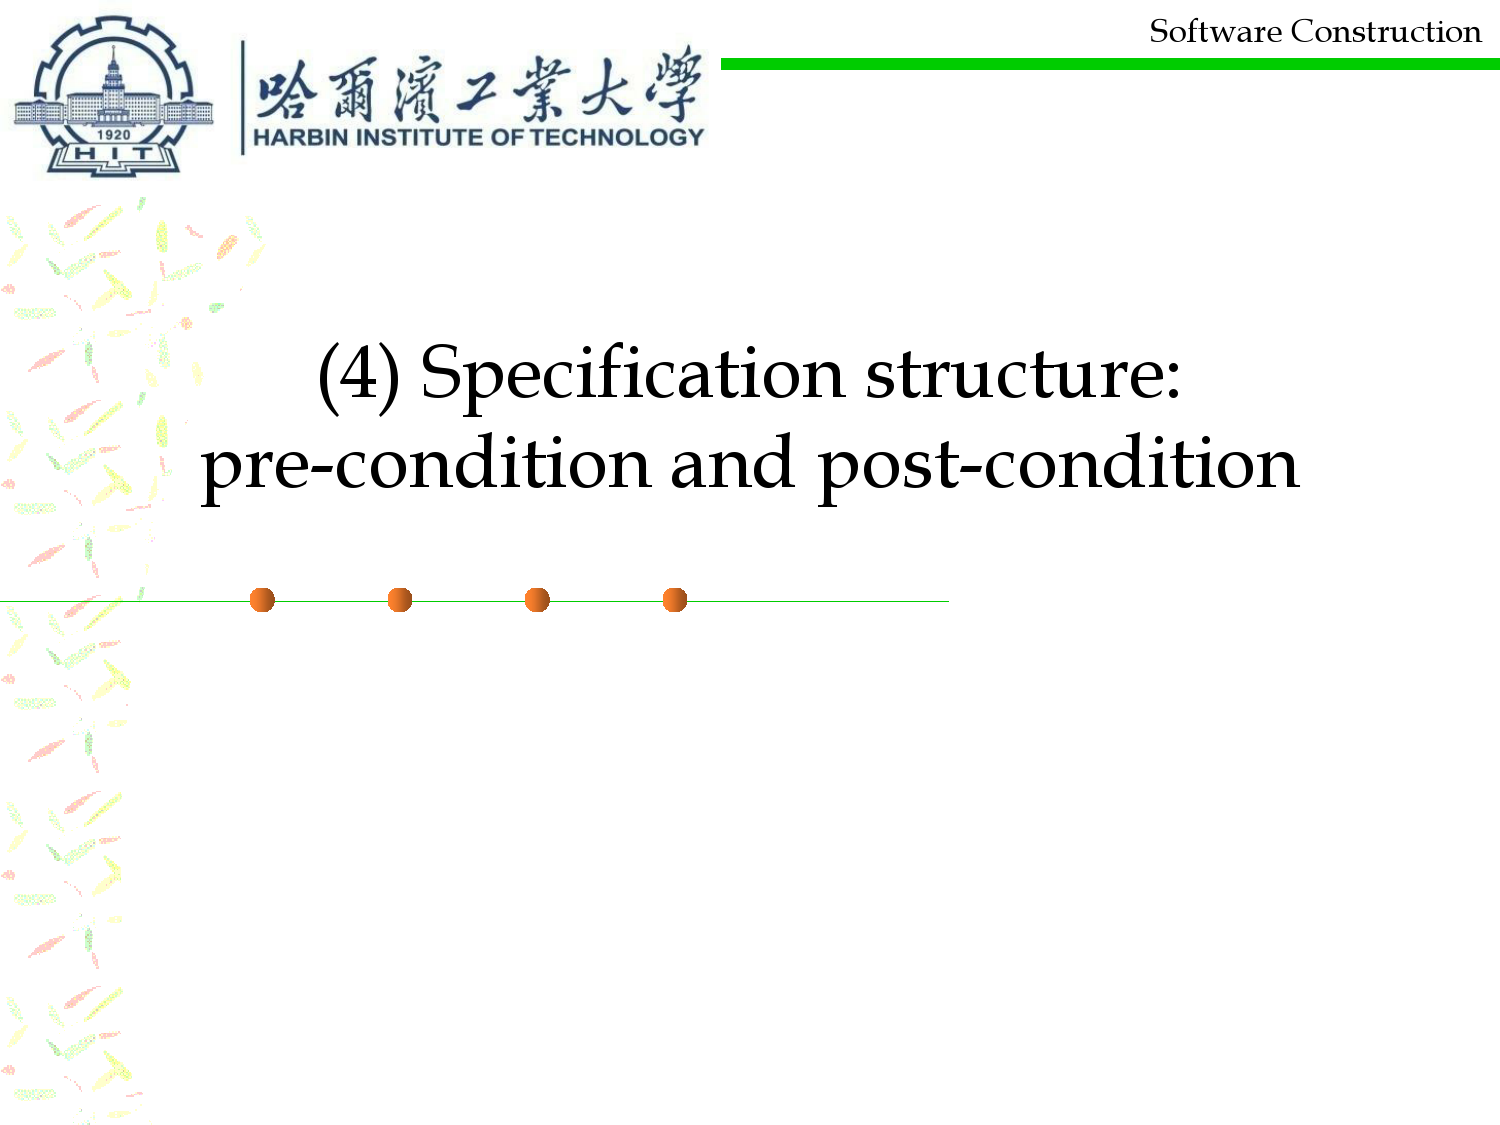 Software Construction
哈爾濱工業大學
HARBIN INSTITUTE OF TECHNOLOGY
1920
HIT
(4) Specification structure:
pre-condition and post-condition